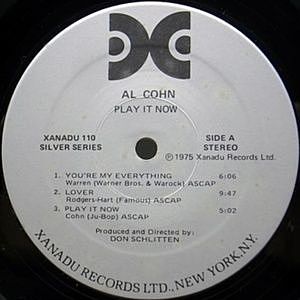 AL COHN
PLAY IT NOW
XANADU 110
SILVER SERIES
SIDE A
STEREO
℗ 1975 Xanadu Records Ltd.
1. YOU'RE MY EVERYTHING 6:06
Warren (Warner Bros. & Warock) ASCAP
2. LOVER 9:47
Rodgers-Hart (Famous) ASCAP
3. PLAY IT NOW 5:02
Cohn (Ju-Bop) ASCAP
Produced and Directed by:
DON SCHLITTEN
XANADU RECORDS LTD., NEW YORK, N.Y.